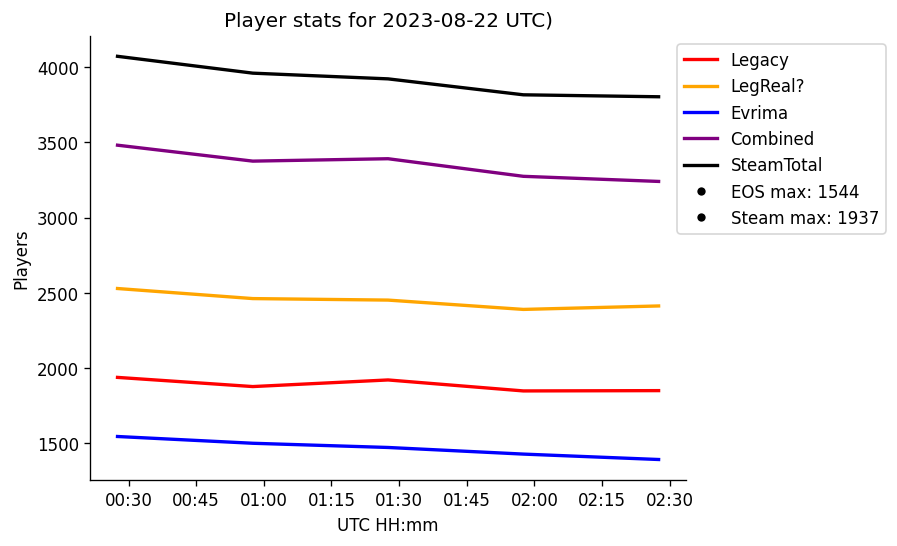 Player stats for 2023-08-22 UTC)
Legacy
LegReal?
Evrima
Combined
SteamTotal
EOS max: 1544
Steam max: 1937
Players
4000
3500
3000
2500
2000
1500
00:30 00:45 01:00 01:15 01:30 01:45 02:00 02:15 02:30
UTC HH:mm